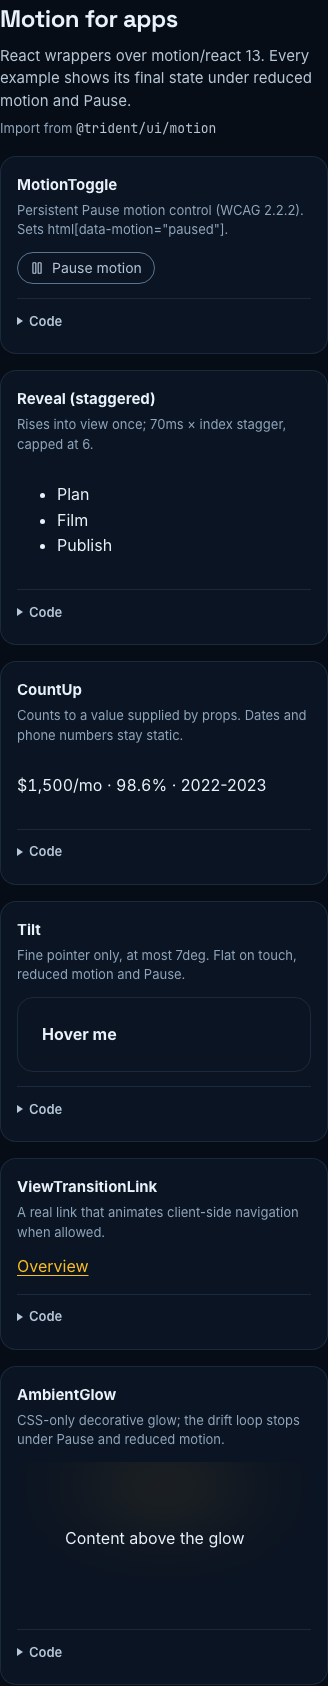 Motion for apps
React wrappers over motion/react 13. Every
example shows its final state under reduced
motion and Pause.
Import from @trident/ui/motion
MotionToggle
Persistent Pause motion control (WCAG 2.2.2).
Sets html[data-motion="paused"].
Pause motion
Code
Reveal (staggered)
Rises into view once; 70ms × index stagger,
capped at 6.
Plan
Film
Publish
Code
CountUp
Counts to a value supplied by props. Dates and
phone numbers stay static.
$1,500/mo · 98.6% · 2022-2023
Code
Tilt
Fine pointer only, at most 7deg. Flat on touch,
reduced motion and Pause.
Hover me
Code
ViewTransitionLink
A real link that animates client-side navigation
when allowed.
Overview
Code
AmbientGlow
CSS-only decorative glow; the drift loop stops
under Pause and reduced motion.
Content above the glow
Code